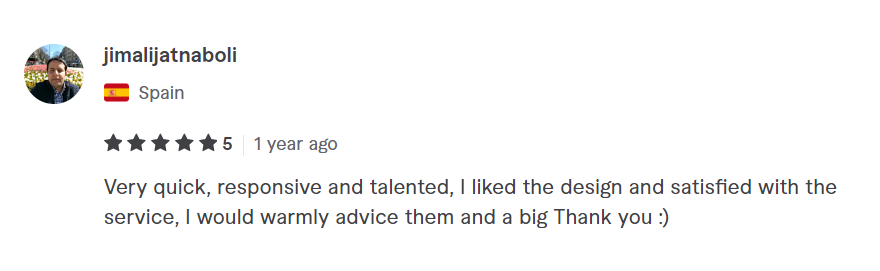 jimalijatnaboli
Spain
5 1 year ago
Very quick, responsive and talented, I liked the design and satisfied with the
service, I would warmly advice them and a big Thank you :)